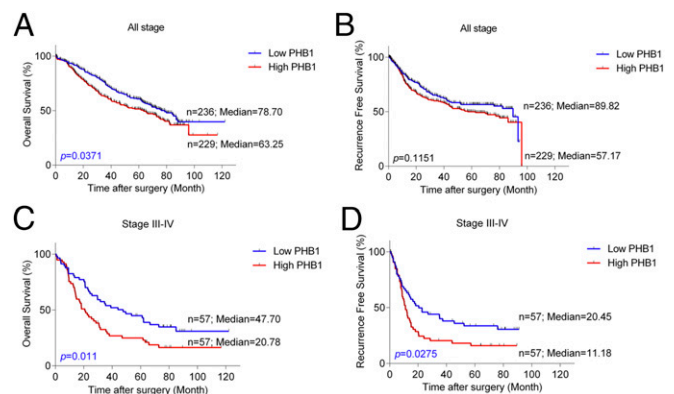 A
All stage
Low PHB1
High PHB1
Overall Survival (%)
100
50
0
n=236; Median=78.70
n=229; Median=63.25
p=0.0371
0 20 40 60 80 100 120
Time after surgery (Month)
B
All stage
Low PHB1
High PHB1
Recurrence Free Survival (%)
100
50
0
n=236; Median=89.82
n=229; Median=57.17
p=0.1151
0 20 40 60 80 100 120
Time after surgery (Month)
C
Stage III-IV
Low PHB1
High PHB1
Overall Survival (%)
100
50
0
n=57; Median=47.70
n=57; Median=20.78
p=0.011
0 20 40 60 80 100 120
Time after surgery (Month)
D
Stage III-IV
Low PHB1
High PHB1
Recurrence Free Survival (%)
100
50
0
n=57; Median=20.45
n=57; Median=11.18
p=0.0275
0 20 40 60 80 100 120
Time after surgery (Month)